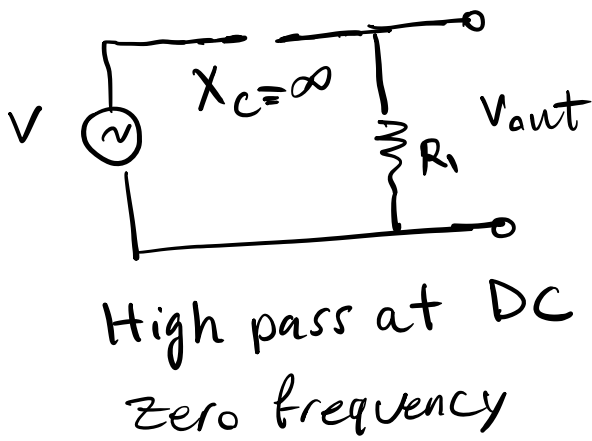 X_C=∞
V
Vout
R₁
High pass at DC
Zero frequency